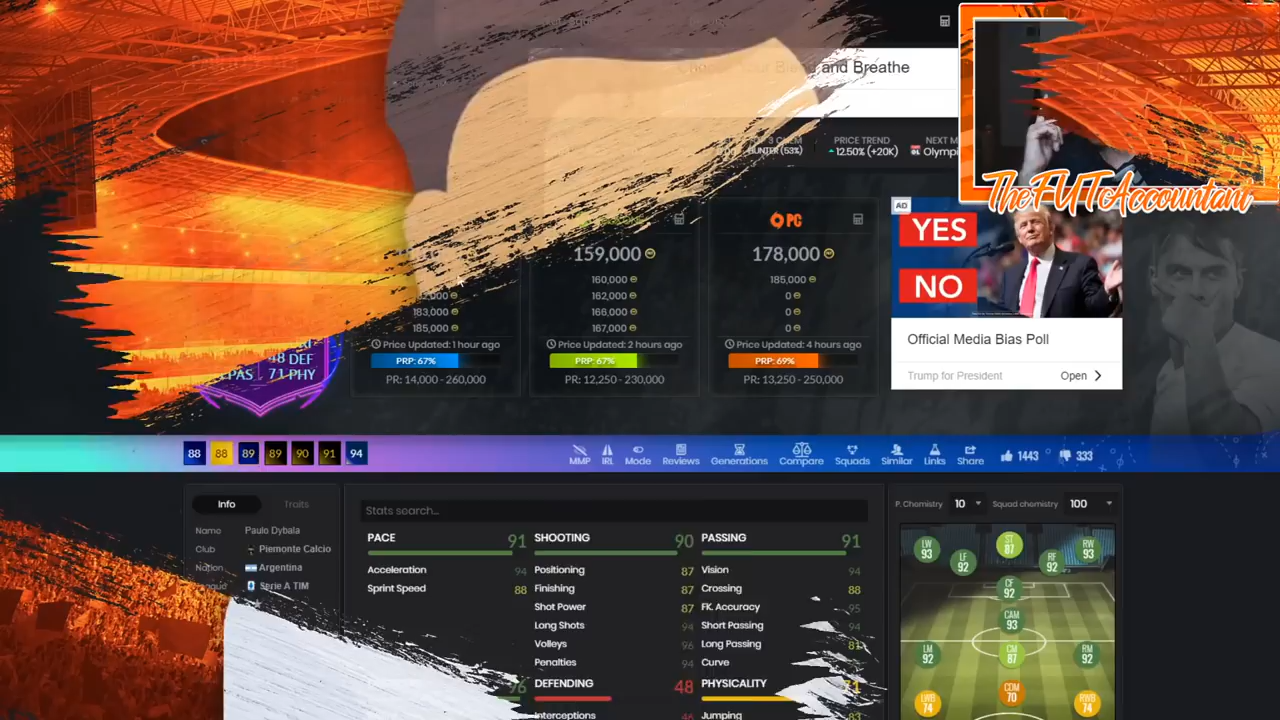 and Breathe
HUNTER (53%)
PRICE TREND
12.50% (+20K)
NEXT M
Olymp
TheFUTAccountant
AD
YES
NO
Official Media Bias Poll
Trump for President
Open
PC
159,000
178,000
160,000
185,000
162,000
0
183,000
166,000
0
185,000
167,000
0
Price Updated: 1 hour ago
Price Updated: 2 hours ago
Price Updated: 4 hours ago
PRP: 67%
PRP: 67%
PRP: 69%
PR: 14,000 - 260,000
PR: 12,250 - 230,000
PR: 13,250 - 250,000
48 DEF
PAS
71 PHY
88 88 89 89 90 91 94
MMP
IRL
Mode
Reviews
Generations
Compare
Squads
Similar
Links
Share
1443
333
Info
Traits
Name Paulo Dybala
Club Piemonte Calcio
Nation Argentina
Serie A TIM
Stats search...
PACE 91
Acceleration 94
Sprint Speed 88
SHOOTING 90
Positioning 87
Finishing 87
Shot Power 87
Long Shots 94
Volleys 96
Penalties 94
PASSING 91
Vision 94
Crossing 88
FK. Accuracy 95
Short Passing 94
Long Passing 81
Curve
96
DEFENDING 48
Interceptions 46
PHYSICALITY 71
Jumping 83
P. Chemistry 10
Squad chemistry 100
LW 93
ST 87
RW 93
LF 92
RF 92
CF 92
CAM 93
LM 92
CM 87
RM 92
LWB 74
CDM 70
RWB 74